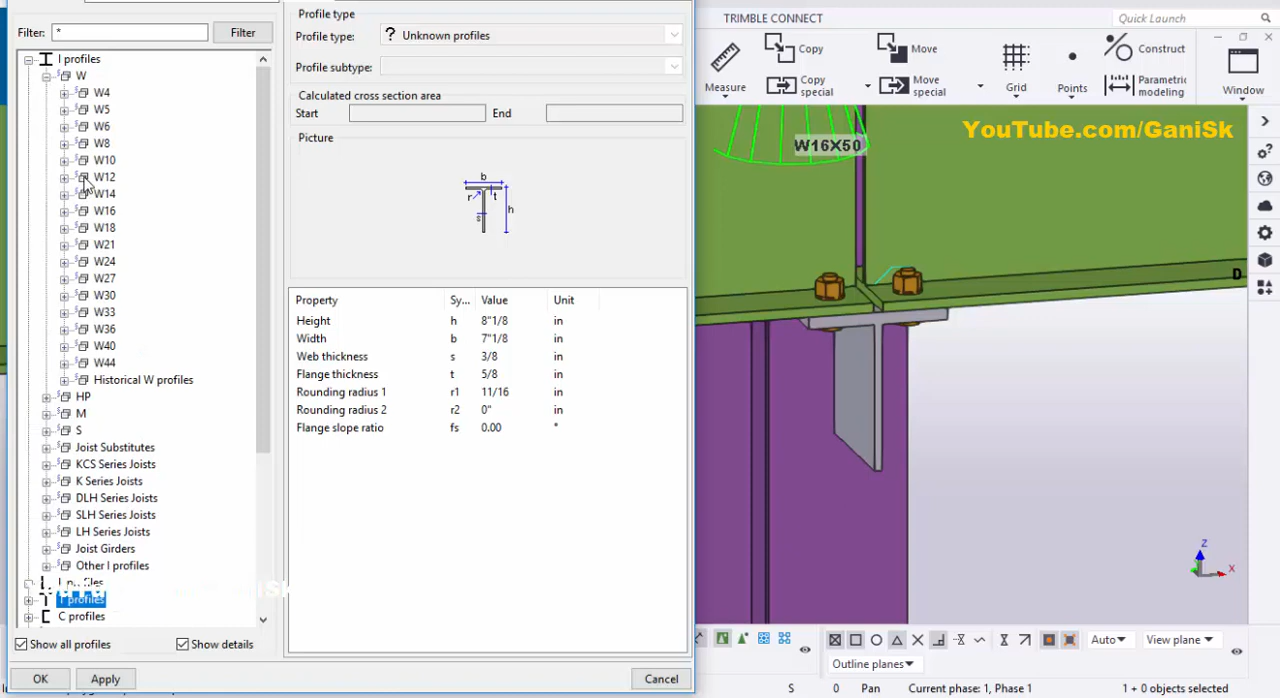 TRIMBLE CONNECT
Quick Launch
Filter: * Filter
I profiles
W
W4
W5
W6
W8
W10
W12
W14
W16
W18
W21
W24
W27
W30
W33
W36
W40
W44
Historical W profiles
HP
M
S
Joist Substitutes
KCS Series Joists
K Series Joists
DLH Series Joists
SLH Series Joists
LH Series Joists
Joist Girders
Other I profiles
T profiles
C profiles
Show all profiles
Show details
OK
Apply
Cancel
Profile type
Profile type: ? Unknown profiles
Profile subtype:
Calculated cross section area
Start End
Picture
b
r t
h
s
Property Sy... Value Unit
Height h 8"1/8 in
Width b 7"1/8 in
Web thickness s 3/8 in
Flange thickness t 5/8 in
Rounding radius 1 r1 11/16 in
Rounding radius 2 r2 0" in
Flange slope ratio fs 0.00 °
Measure
Copy
Copy special
Move
Move special
Grid
Points
Construct
Parametric modeling
Window
W16X50
YouTube.com/GaniSk
D
Z
X
Auto
View plane
Outline planes
S 0 Pan Current phase: 1, Phase 1 1 + 0 objects selected